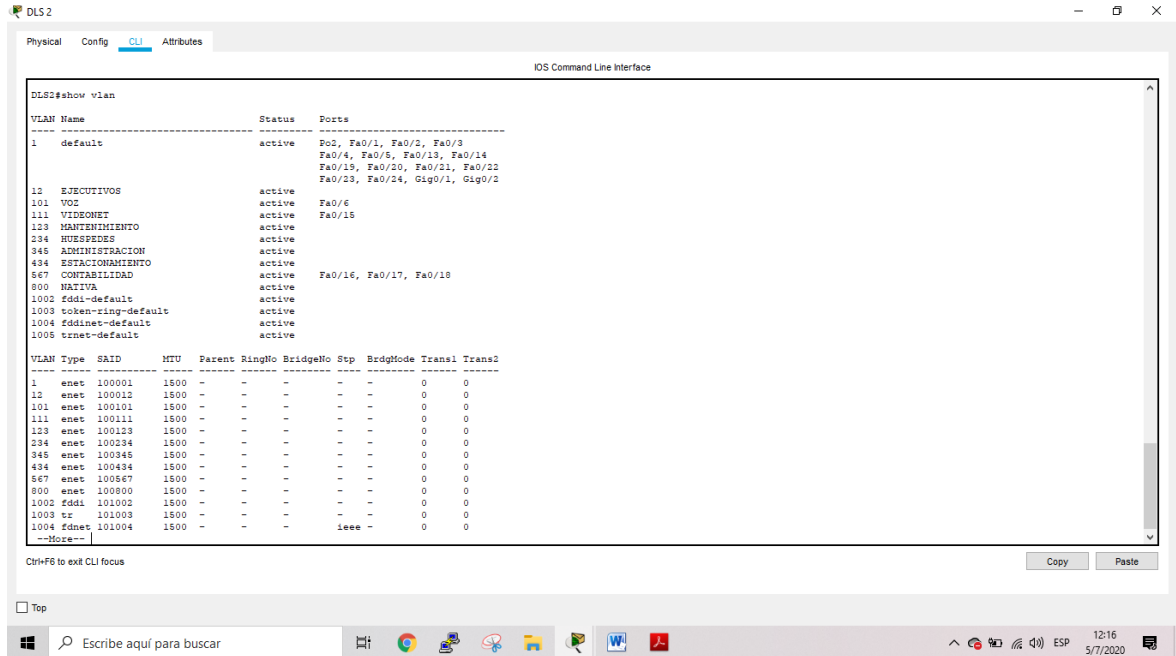 DLS 2
Physical Config CLI Attributes
IOS Command Line Interface
DLS2#show vlan
VLAN Name Status Ports
---- -------------------------------- --------- -------------------------------
1 default active Po2, Fa0/1, Fa0/2, Fa0/3
Fa0/4, Fa0/5, Fa0/13, Fa0/14
Fa0/19, Fa0/20, Fa0/21, Fa0/22
Fa0/23, Fa0/24, Gig0/1, Gig0/2
12 EJECUTIVOS active
101 VOZ active Fa0/6
111 VIDEONET active Fa0/15
123 MANTENIMIENTO active
234 HUESPEDES active
345 ADMINISTRACION active
434 ESTACIONAMIENTO active
567 CONTABILIDAD active Fa0/16, Fa0/17, Fa0/18
800 NATIVA active
1002 fddi-default active
1003 token-ring-default active
1004 fddinet-default active
1005 trnet-default active
VLAN Type SAID MTU Parent RingNo BridgeNo Stp BrdgMode Trans1 Trans2
---- ----- ---------- ----- ------ ------ -------- ---- -------- ------ ------
1 enet 100001 1500 - - - - - 0 0
12 enet 100012 1500 - - - - - 0 0
101 enet 100101 1500 - - - - - 0 0
111 enet 100111 1500 - - - - - 0 0
123 enet 100123 1500 - - - - - 0 0
234 enet 100234 1500 - - - - - 0 0
345 enet 100345 1500 - - - - - 0 0
434 enet 100434 1500 - - - - - 0 0
567 enet 100567 1500 - - - - - 0 0
800 enet 100800 1500 - - - - - 0 0
1002 fddi 101002 1500 - - - - - 0 0
1003 tr 101003 1500 - - - - - 0 0
1004 fdnet 101004 1500 - - - ieee - 0 0
--More--
Ctrl+F6 to exit CLI focus
Copy Paste
Top
Escribe aquí para buscar
ESP
12:16
5/7/2020